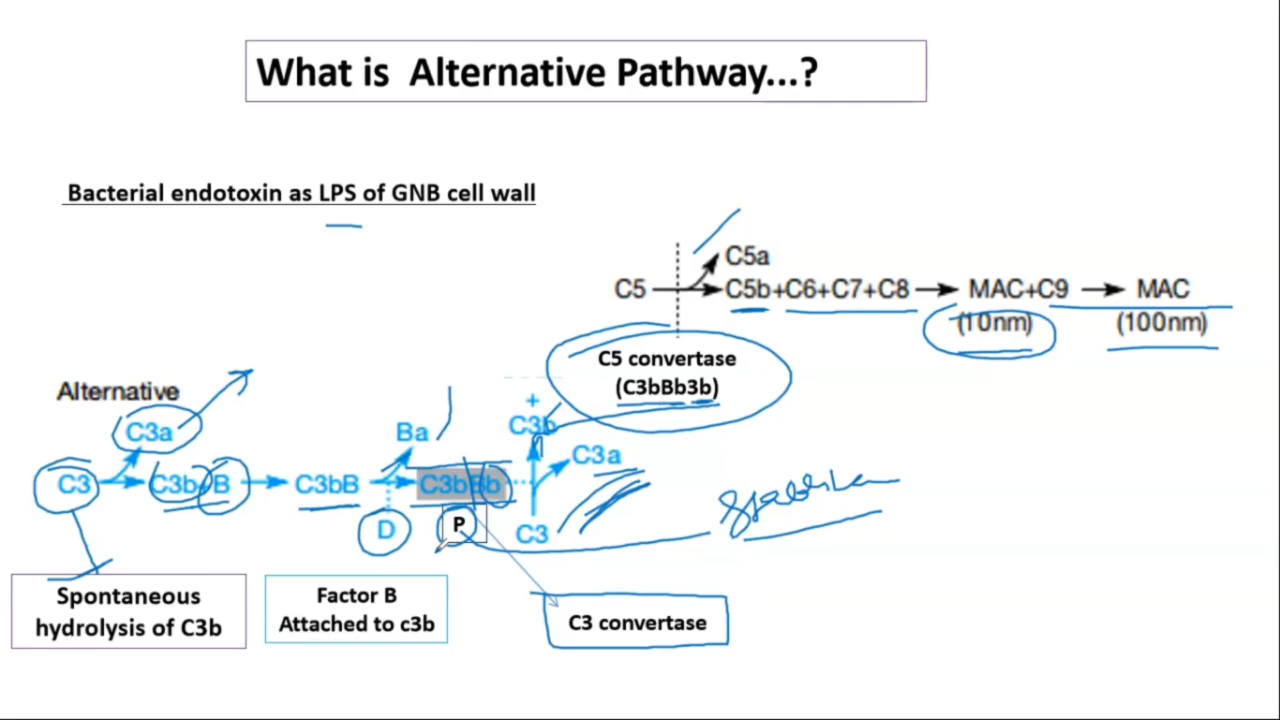 What is Alternative Pathway...?
Bacterial endotoxin as LPS of GNB cell wall
C5a
C5 C5b+C6+C7+C8 MAC+C9 MAC
(10nm) (100nm)
C5 convertase
(C3bBb3b)
Alternative
+
C3a Ba C3b
C3a
C3 C3b+B C3bB C3bBb
D P C3
Spontaneous
hydrolysis of C3b
Factor B
Attached to c3b
C3 convertase